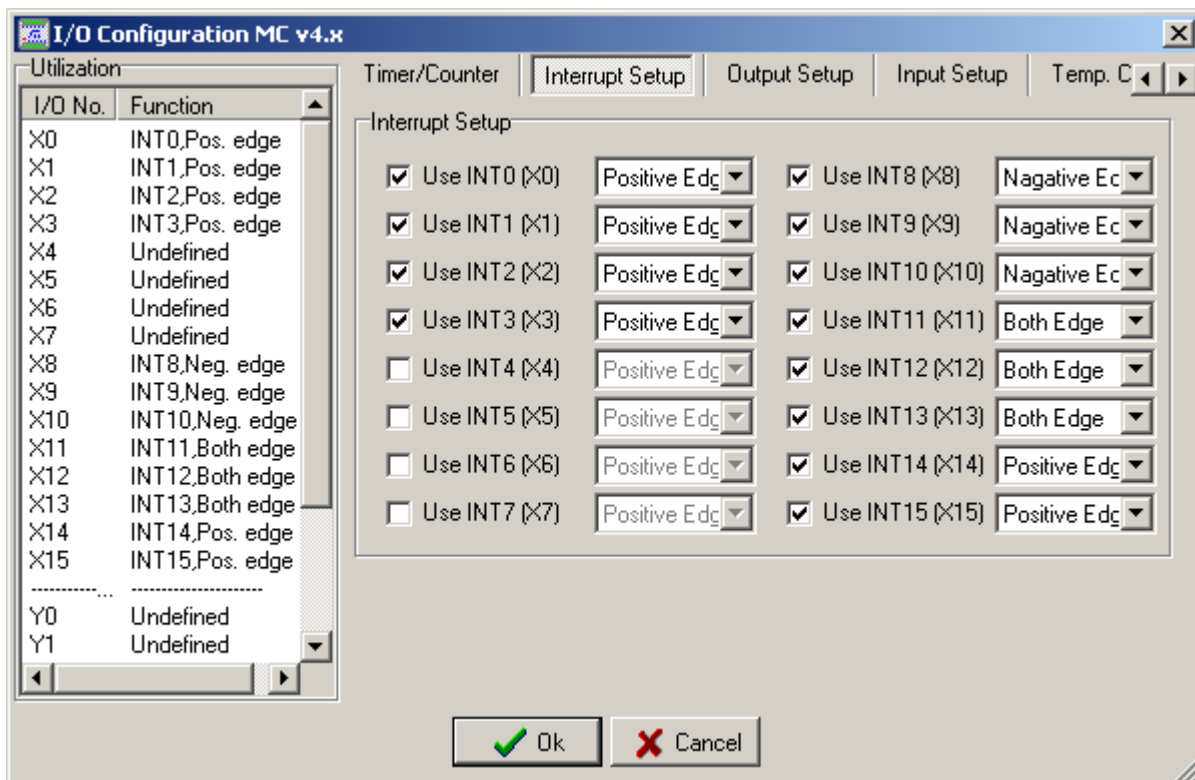 I/O Configuration MC v4.x
Utilization
I/O No. Function
X0 INT0,Pos. edge
X1 INT1,Pos. edge
X2 INT2,Pos. edge
X3 INT3,Pos. edge
X4 Undefined
X5 Undefined
X6 Undefined
X7 Undefined
X8 INT8,Neg. edge
X9 INT9,Neg. edge
X10 INT10,Neg. edge
X11 INT11,Both edge
X12 INT12,Both edge
X13 INT13,Both edge
X14 INT14,Pos. edge
X15 INT15,Pos. edge
-----------... ----------------------
Y0 Undefined
Y1 Undefined
Timer/Counter Interrupt Setup Output Setup Input Setup Temp. C
Interrupt Setup
Use INT0 (X0) Positive Edg Use INT8 (X8) Nagative Ec
Use INT1 (X1) Positive Edg Use INT9 (X9) Nagative Ec
Use INT2 (X2) Positive Edg Use INT10 (X10) Nagative Ec
Use INT3 (X3) Positive Edg Use INT11 (X11) Both Edge
Use INT4 (X4) Positive Edg Use INT12 (X12) Both Edge
Use INT5 (X5) Positive Edg Use INT13 (X13) Both Edge
Use INT6 (X6) Positive Edg Use INT14 (X14) Positive Edg
Use INT7 (X7) Positive Edg Use INT15 (X15) Positive Edg
Ok Cancel